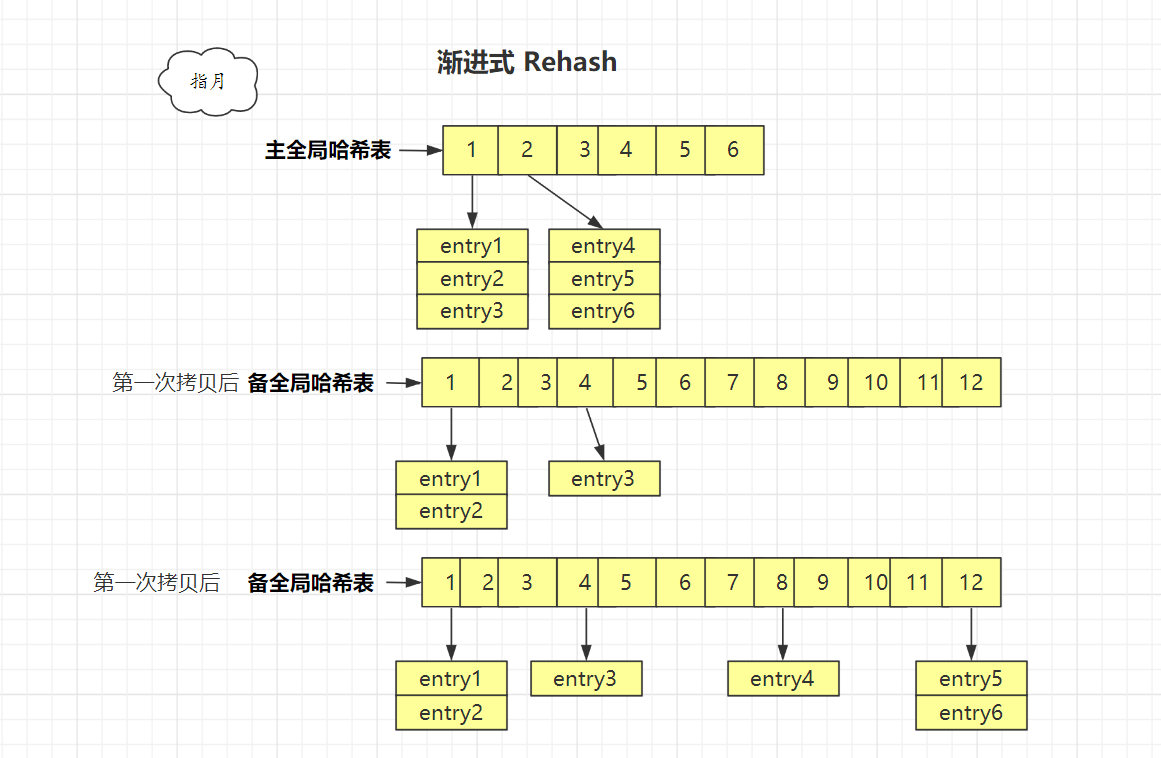 渐进式 Rehash
指月
主全局哈希表 1 2 3 4 5 6
entry1 entry4
entry2 entry5
entry3 entry6
第一次拷贝后 备全局哈希表 1 2 3 4 5 6 7 8 9 10 11 12
entry1 entry3
entry2
第一次拷贝后 备全局哈希表 1 2 3 4 5 6 7 8 9 10 11 12
entry1 entry3 entry4 entry5
entry2 entry6